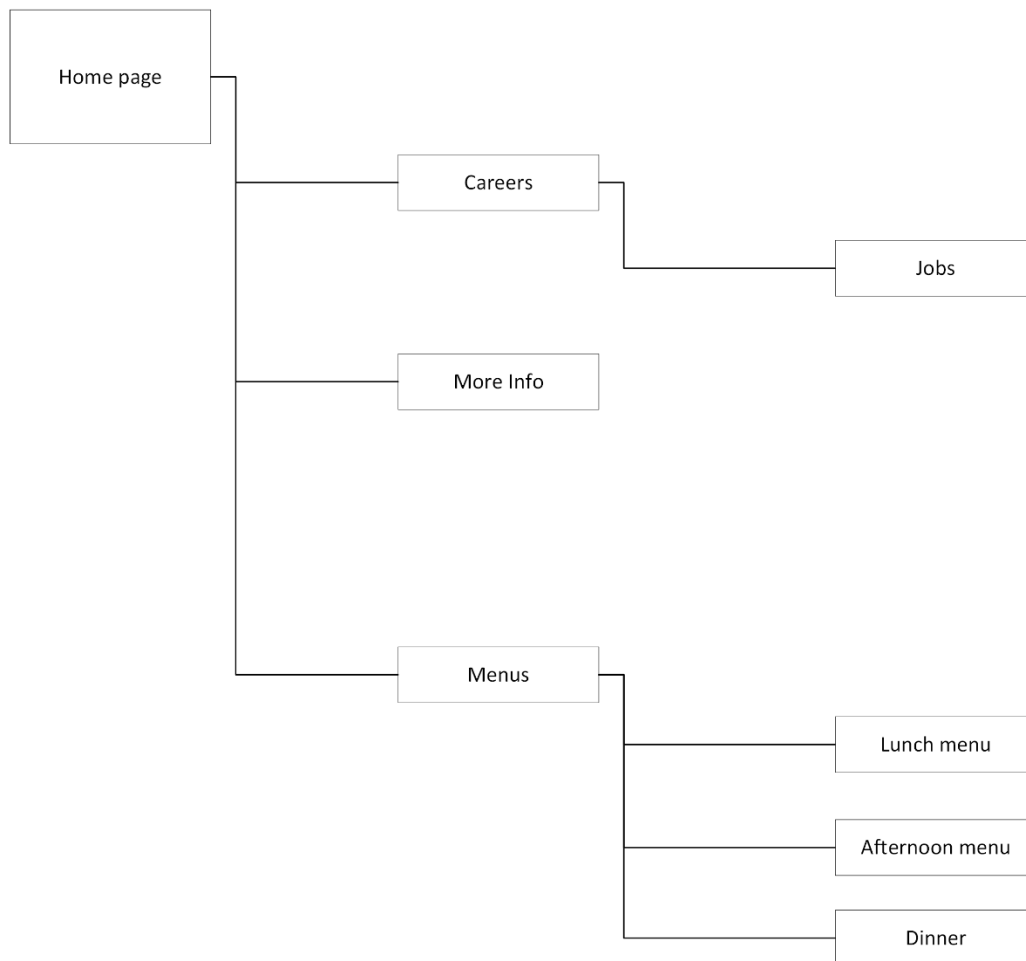 Home page
Careers
Jobs
More Info
Menus
Lunch menu
Afternoon menu
Dinner